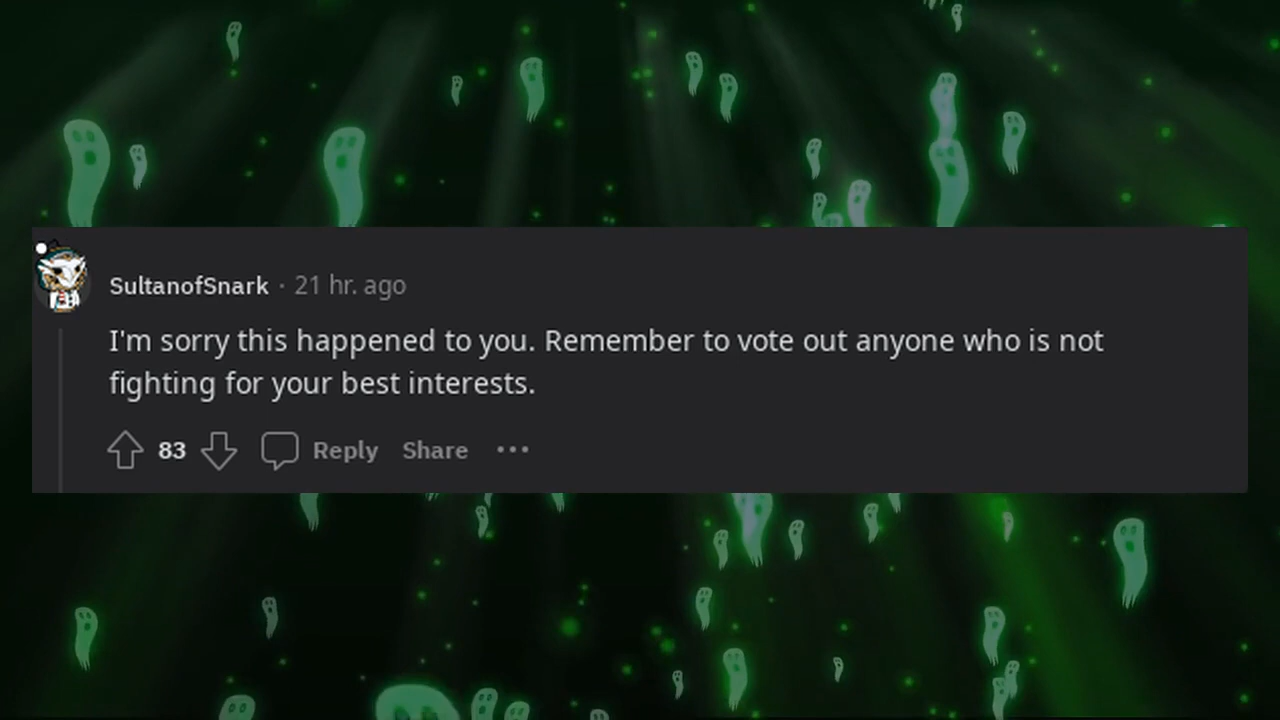 SultanofSnark · 21 hr. ago
I'm sorry this happened to you. Remember to vote out anyone who is not
fighting for your best interests.
83 Reply Share •••